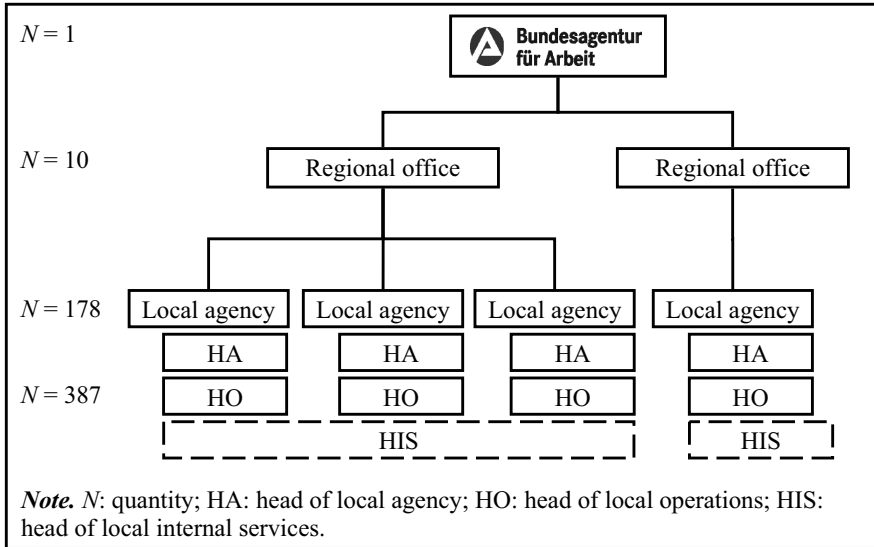 N = 1
Bundesagentur
für Arbeit
N = 10
Regional office
Regional office
N = 178
Local agency
Local agency
Local agency
Local agency
HA
HA
HA
HA
N = 387
HO
HO
HO
HO
HIS
HIS
Note. N: quantity; HA: head of local agency; HO: head of local operations; HIS:
head of local internal services.